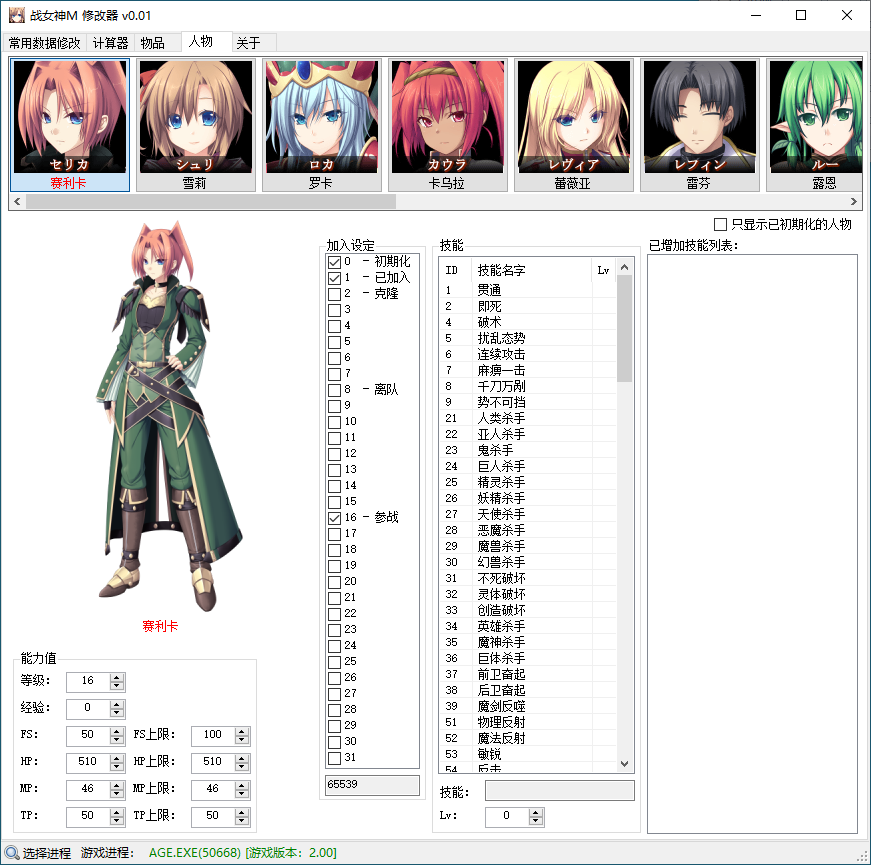 战女神M 修改器 v0.01
常用数据修改 计算器 物品 人物 关于
セリカ シュリ ロカ カウラ レヴィア レフィン ルー
赛利卡 雪莉 罗卡 卡乌拉 蕾薇亚 雷芬 露恩
只显示已初期化的人物
加入设定
0 - 初期化
1 - 已加入
2 - 克隆
3
4
5
6
7
8 - 离队
9
10
11
12
13
14
15
16 - 参战
17
18
19
20
21
22
23
24
25
26
27
28
29
30
31
65539
技能
ID 技能名字 Lv
1 贯通
2 即死
4 破术
5 扰乱态势
6 连续攻击
7 麻痹一击
8 千刀万剐
9 势不可挡
21 人类杀手
22 亚人杀手
23 鬼杀手
24 巨人杀手
25 精灵杀手
26 妖精杀手
27 天使杀手
28 恶魔杀手
29 魔兽杀手
30 幻兽杀手
31 不死破坏
32 灵体破坏
33 创造破坏
34 英雄杀手
35 魔神杀手
36 巨体杀手
37 前卫奋起
38 后卫奋起
39 魔剑反噬
51 物理反射
52 魔法反射
53 敏锐
54 反击
技能：
Lv: 0
已增加技能列表：
赛利卡
能力值
等级： 16
经验： 0
FS: 50 FS上限： 100
HP: 510 HP上限： 510
MP: 46 MP上限： 46
TP: 50 TP上限： 50
选择进程 游戏进程： AGE.EXE(50668) [游戏版本：2.00]